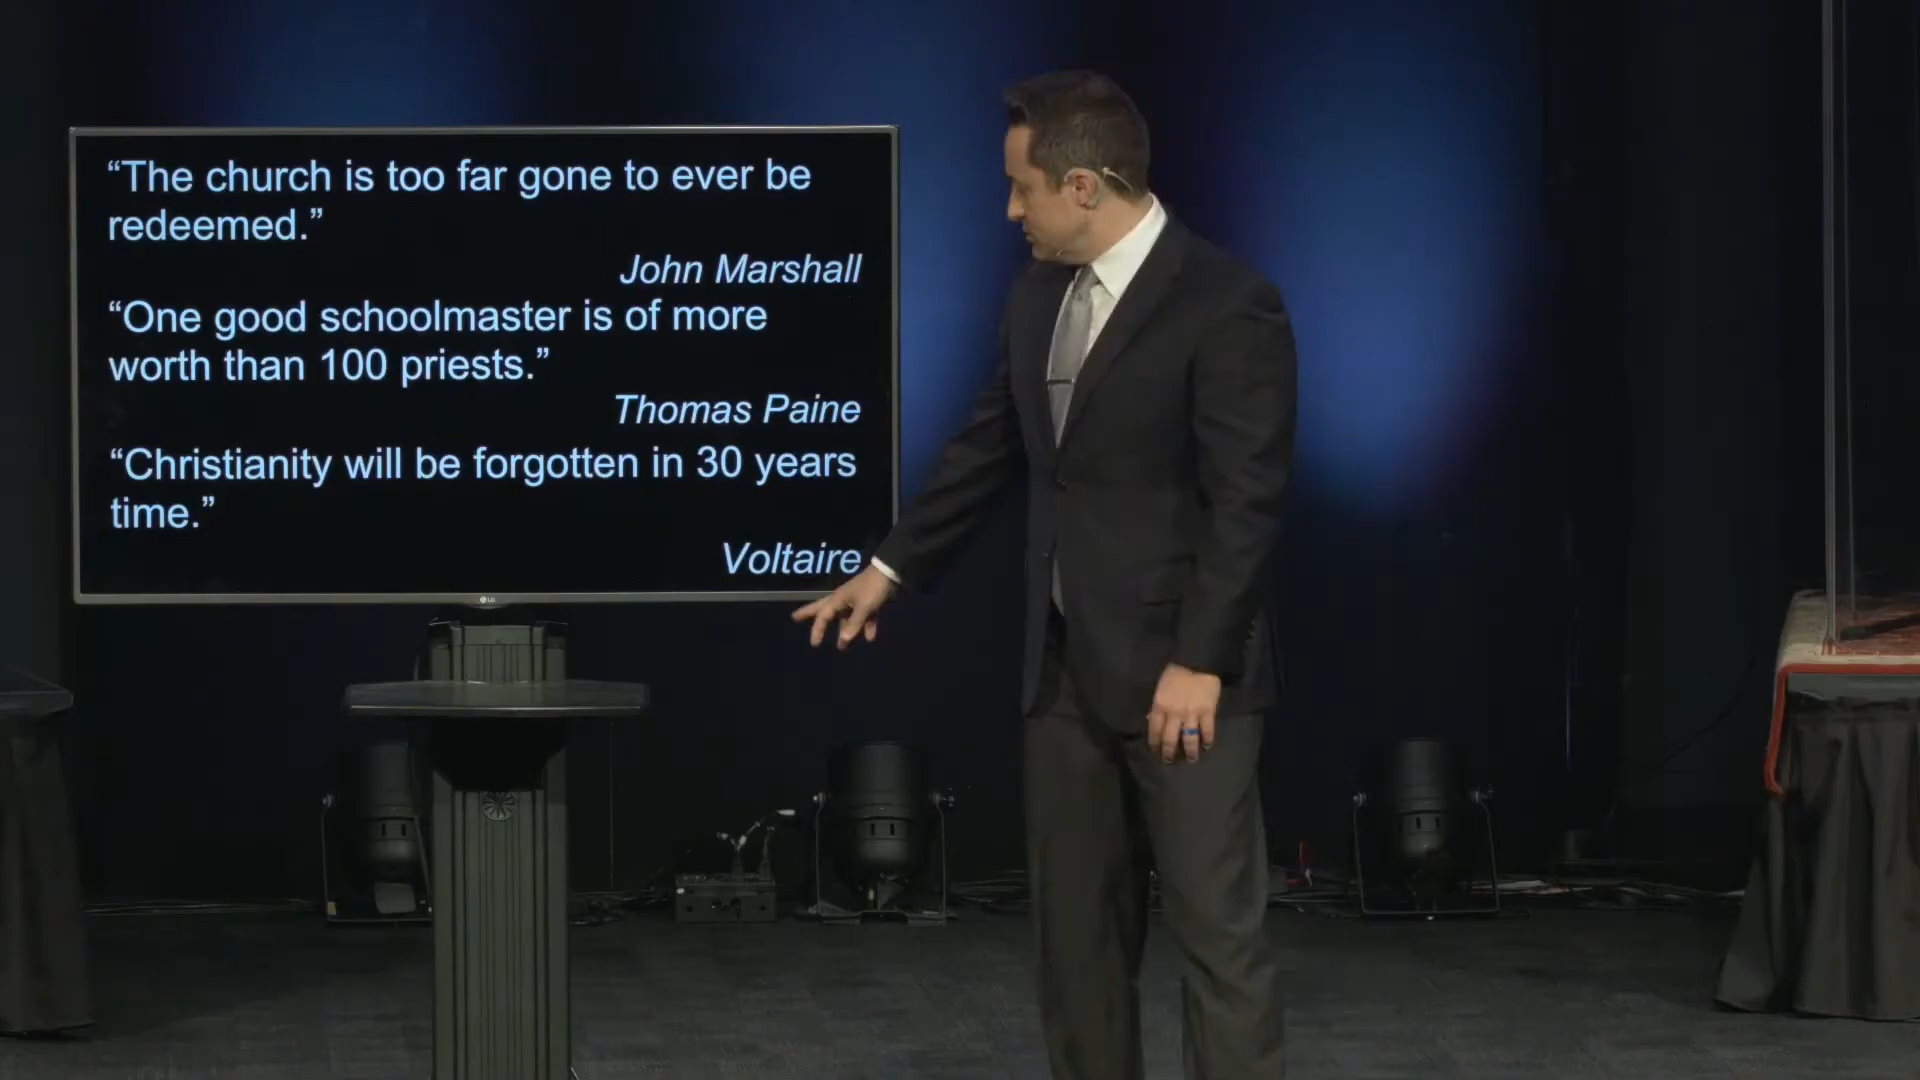 “The church is too far gone to ever be
redeemed.”
John Marshall
“One good schoolmaster is of more
worth than 100 priests.”
Thomas Paine
“Christianity will be forgotten in 30 years
time.”
Voltaire
LG